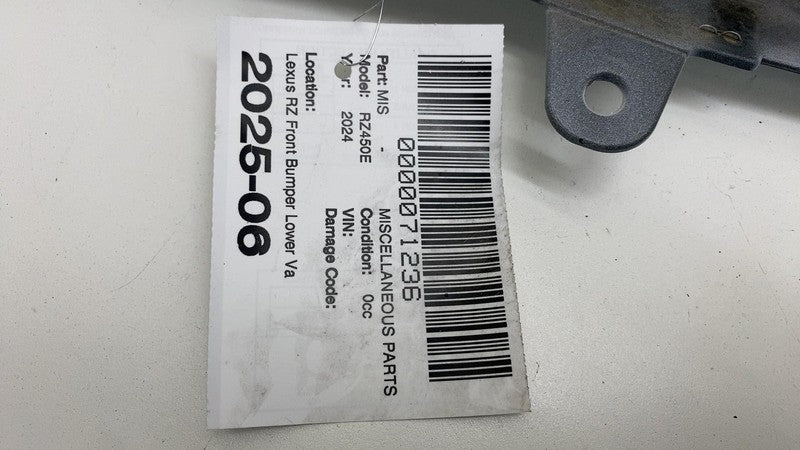 0000071236
Part: MIS - MISCELLANEOUS PARTS
Model: RZ450E Condition: 0cc
Year: 2024 VIN:
Damage Code:
Location:
Lexus RZ Front Bumper Lower Va
2025-06